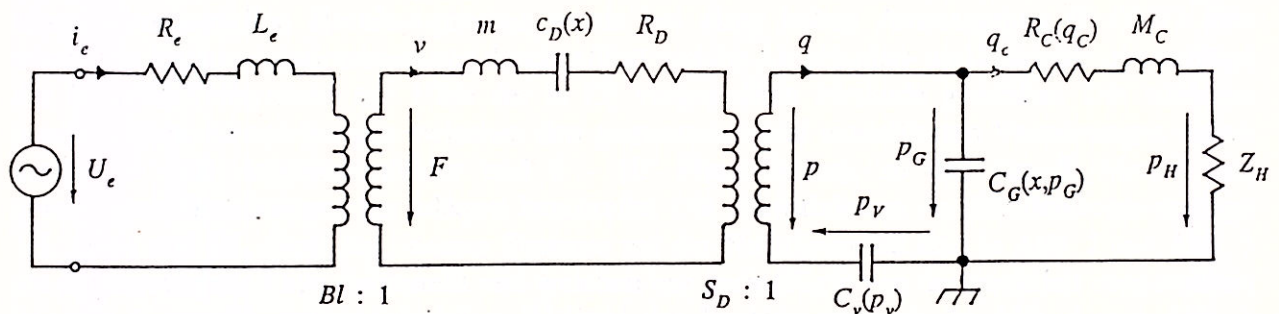 i_c R_e L_e v m c_D(x) R_D q q_c R_C(q_C) M_C
U_e F p p_G C_G(x,p_G) p_H Z_H
p_V
Bl : 1 S_D : 1 C_v(p_v)